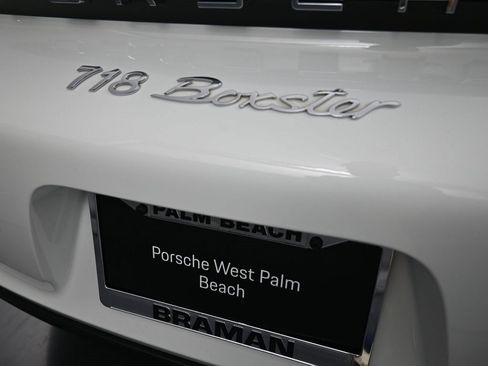 718 Boxster
PALM BEACH
Porsche West Palm
Beach
BRAMAN